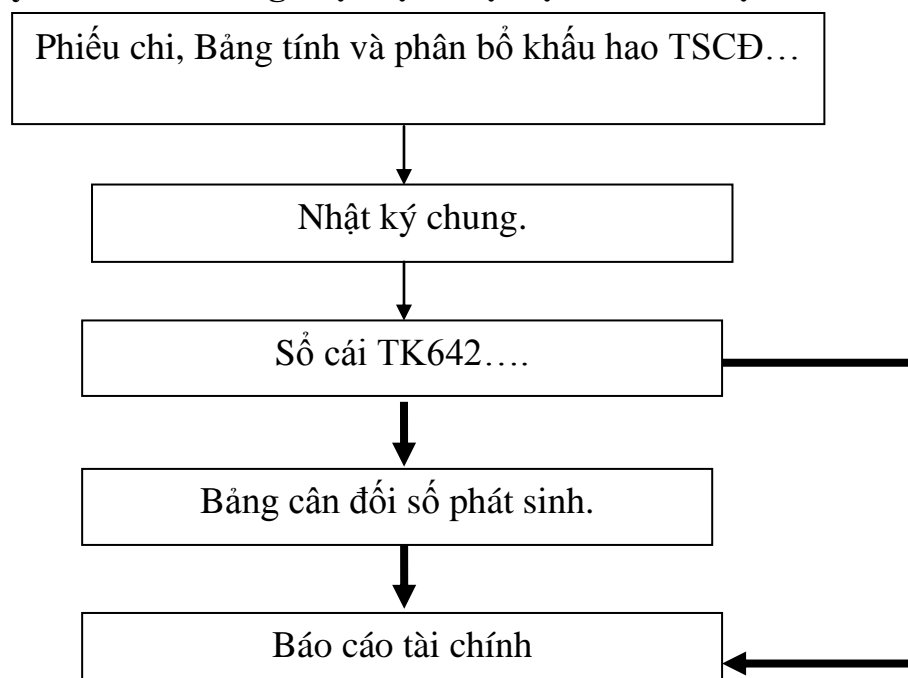 Phiếu chi, Bảng tính và phân bổ khấu hao TSCĐ…
Nhật ký chung.
Sổ cái TK642….
Bảng cân đối số phát sinh.
Báo cáo tài chính